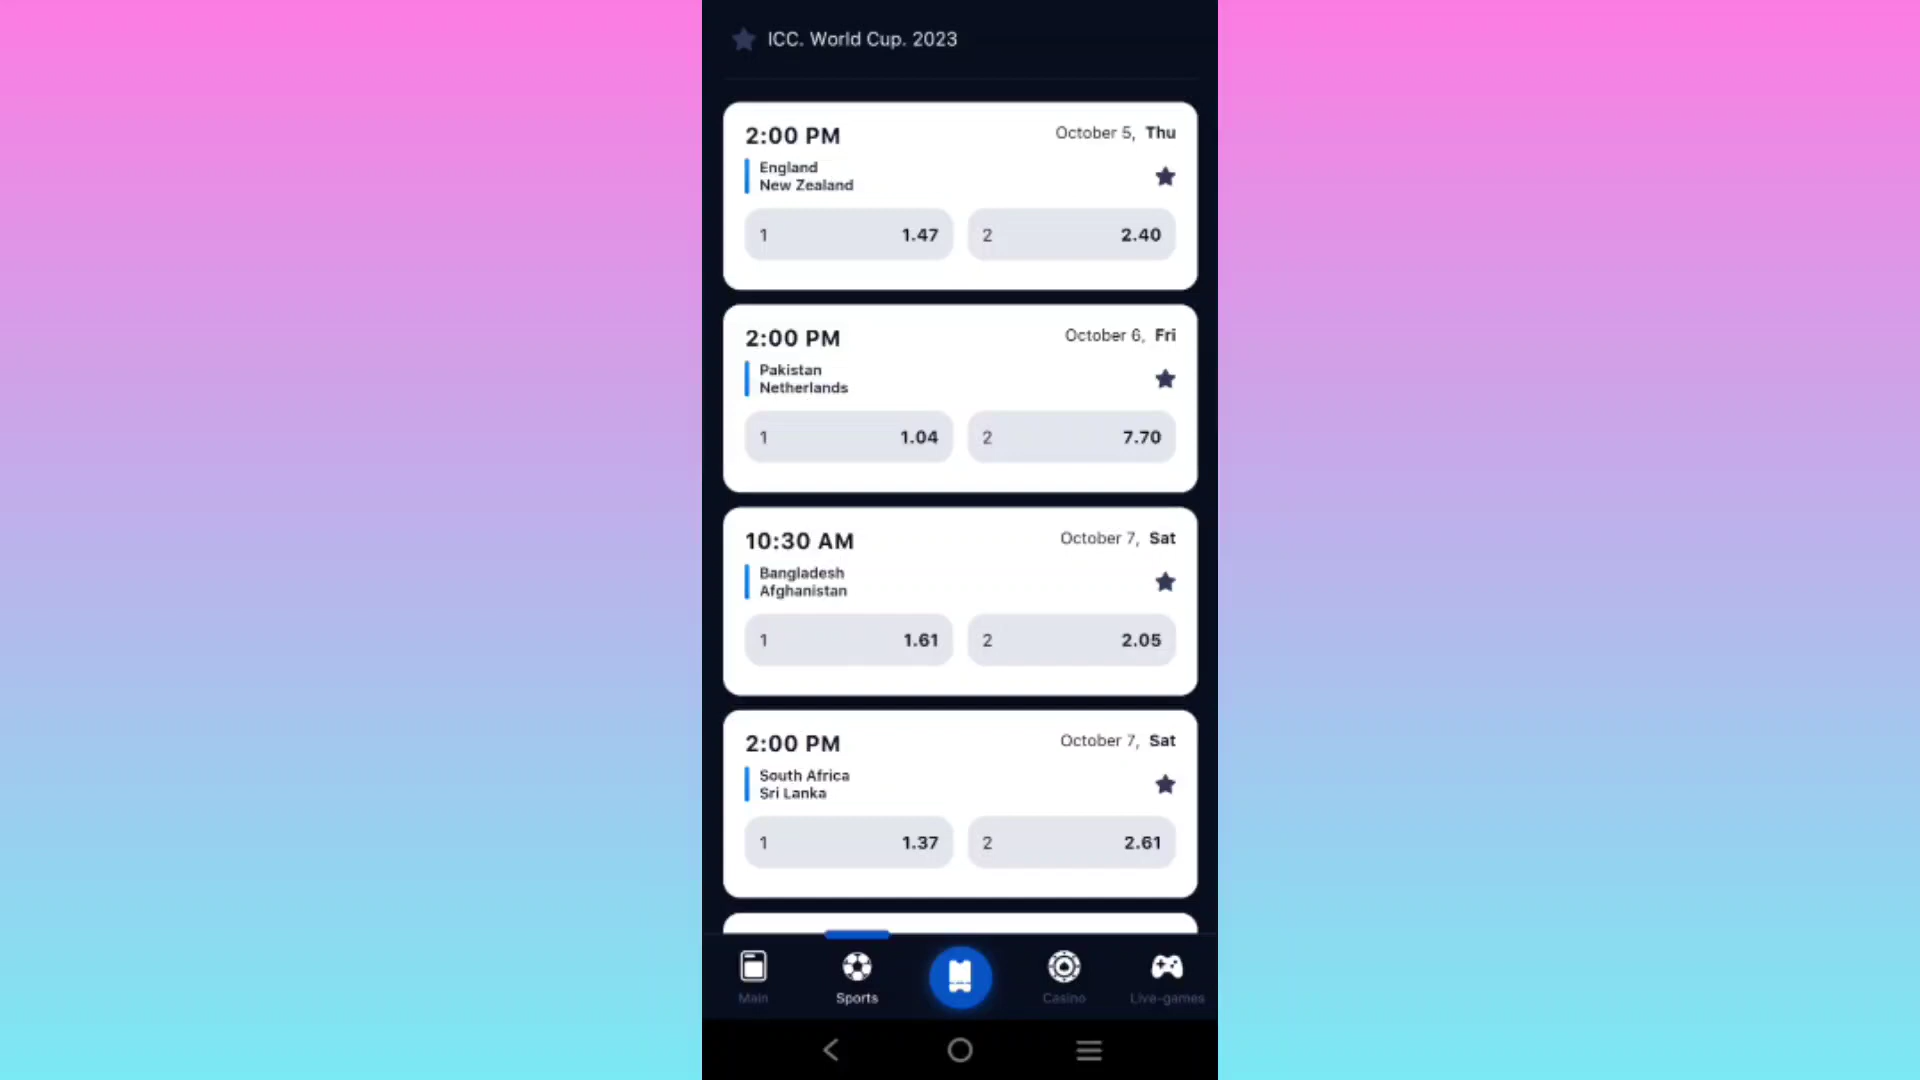 ICC. World Cup. 2023
2:00 PM
October 5, Thu
England
New Zealand
1 1.47 2 2.40
2:00 PM
October 6, Fri
Pakistan
Netherlands
1 1.04 2 7.70
10:30 AM
October 7, Sat
Bangladesh
Afghanistan
1 1.61 2 2.05
2:00 PM
October 7, Sat
South Africa
Sri Lanka
1 1.37 2 2.61
Main Sports Casino Live-games